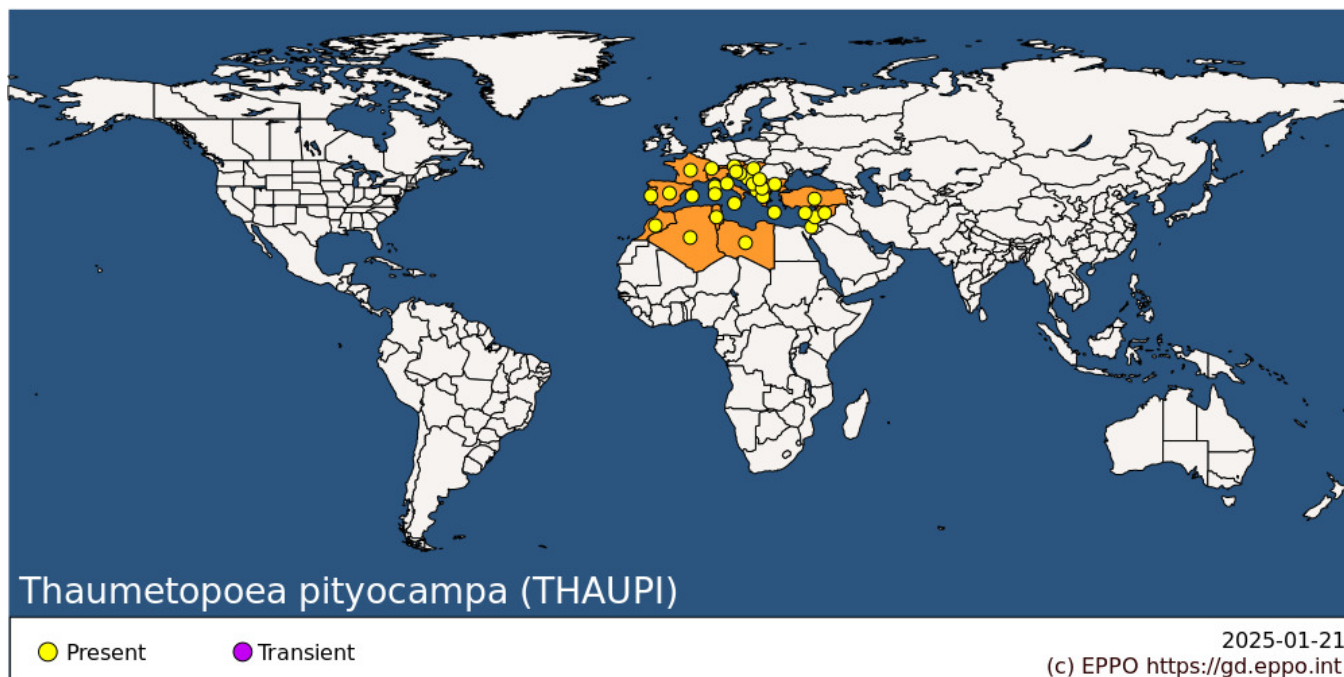 Thaumetopoea pityocampa (THAUPI)
Present
Transient
2025-01-21
(c) EPPO https://gd.eppo.int